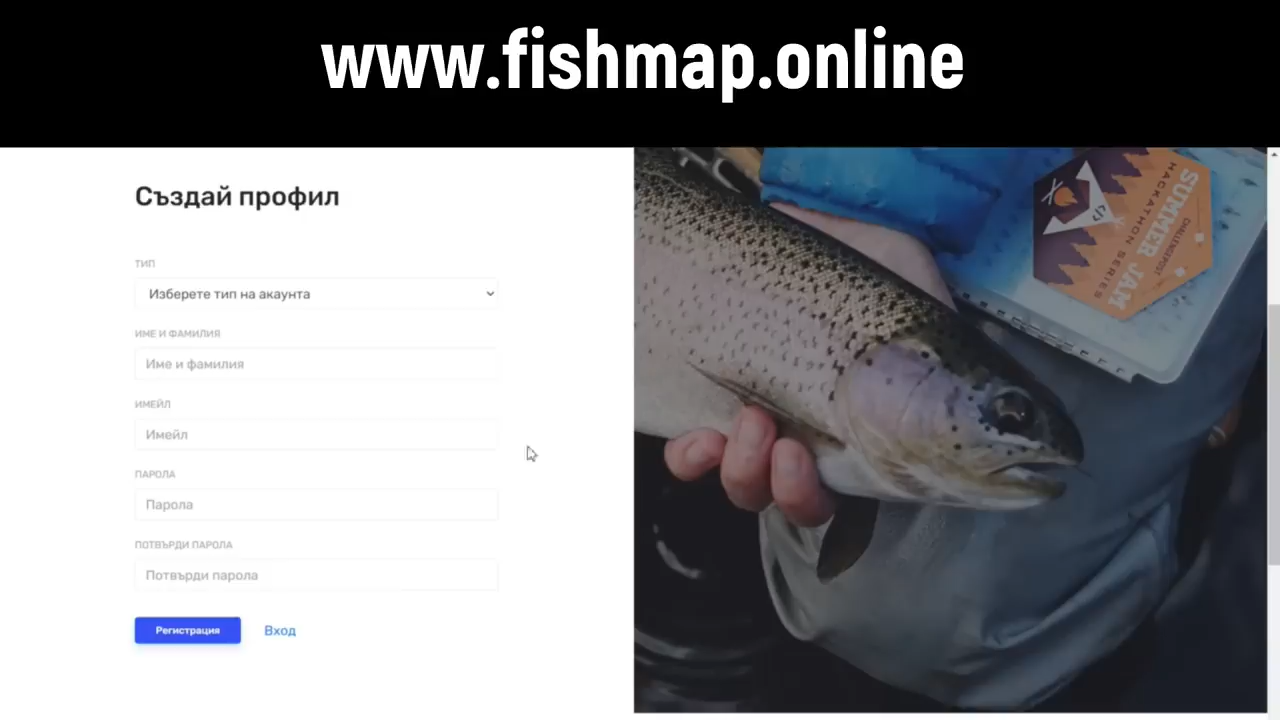 www.fishmap.online
Създай профил
ТИП
Изберете тип на акаунта
ИМЕ И ФАМИЛИЯ
Име и фамилия
ИМЕЙЛ
Имейл
ПАРОЛА
Парола
ПОТВЪРДИ ПАРОЛА
Потвърди парола
Регистрация
Вход
CHALLENGEPOST
SUMMER JAM
HACKATHON SERIES